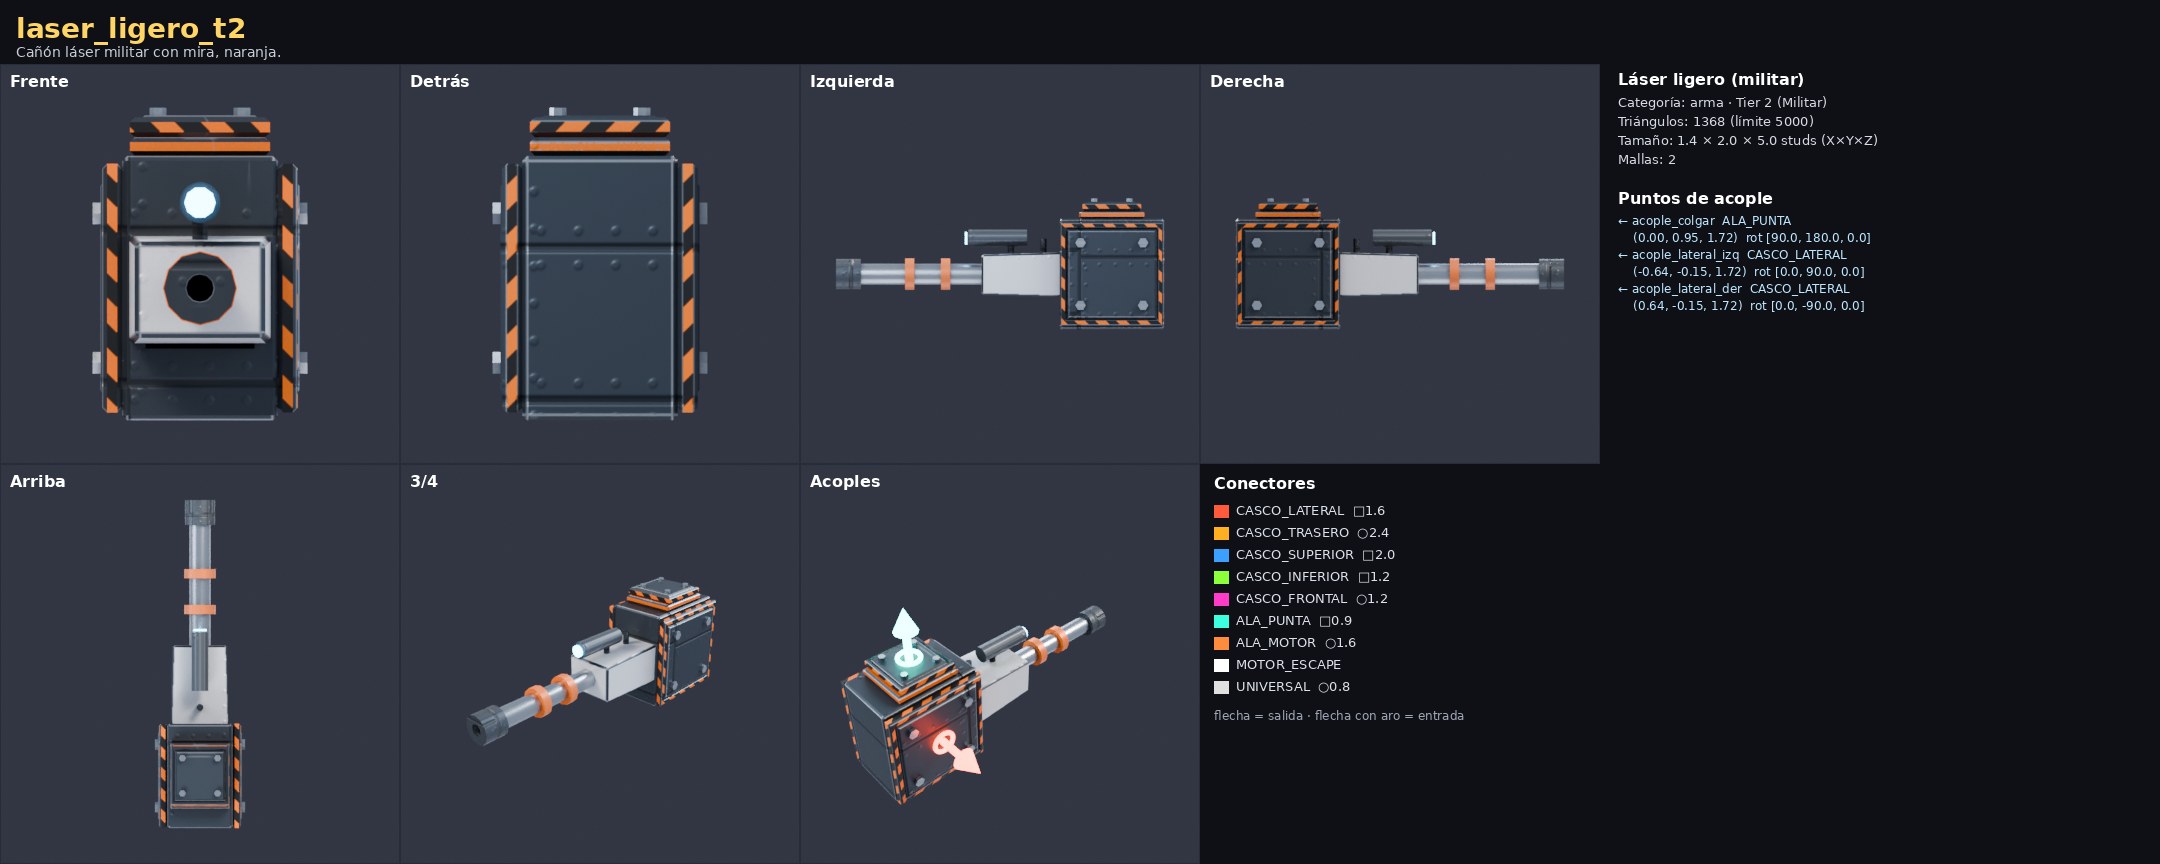 laser_ligero_t2
Cañón láser militar con mira, naranja.
Frente
Detrás
Izquierda
Derecha
Láser ligero (militar)
Categoría: arma · Tier 2 (Militar)
Triángulos: 1368 (límite 5000)
Tamaño: 1.4 × 2.0 × 5.0 studs (X×Y×Z)
Mallas: 2
Puntos de acople
← acople_colgar ALA_PUNTA
(0.00, 0.95, 1.72) rot [90.0, 180.0, 0.0]
← acople_lateral_izq CASCO_LATERAL
(-0.64, -0.15, 1.72) rot [0.0, 90.0, 0.0]
← acople_lateral_der CASCO_LATERAL
(0.64, -0.15, 1.72) rot [0.0, -90.0, 0.0]
Arriba
3/4
Acoples
Conectores
CASCO_LATERAL □1.6
CASCO_TRASERO ○2.4
CASCO_SUPERIOR □2.0
CASCO_INFERIOR □1.2
CASCO_FRONTAL ○1.2
ALA_PUNTA □0.9
ALA_MOTOR ○1.6
MOTOR_ESCAPE
UNIVERSAL ○0.8
flecha = salida · flecha con aro = entrada